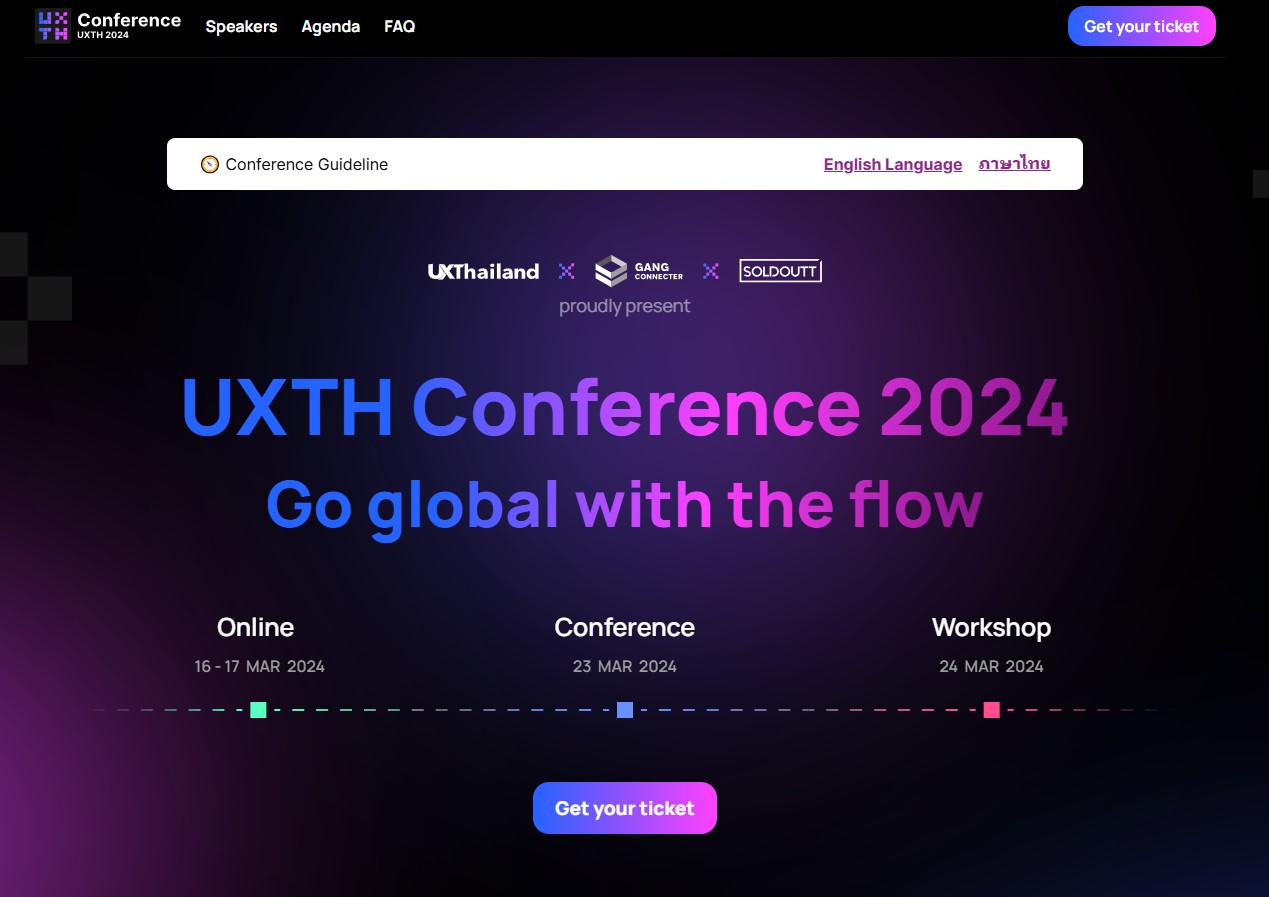 UXTH
Conference
UXTH 2024
Speakers
Agenda
FAQ
Get your ticket
Conference Guideline
English Language
ภาษาไทย
UXThailand
GANG
CONNECTER
SOLDOUTT
proudly present
UXTH Conference 2024
Go global with the flow
Online
16 - 17 MAR 2024
Conference
23 MAR 2024
Workshop
24 MAR 2024
Get your ticket